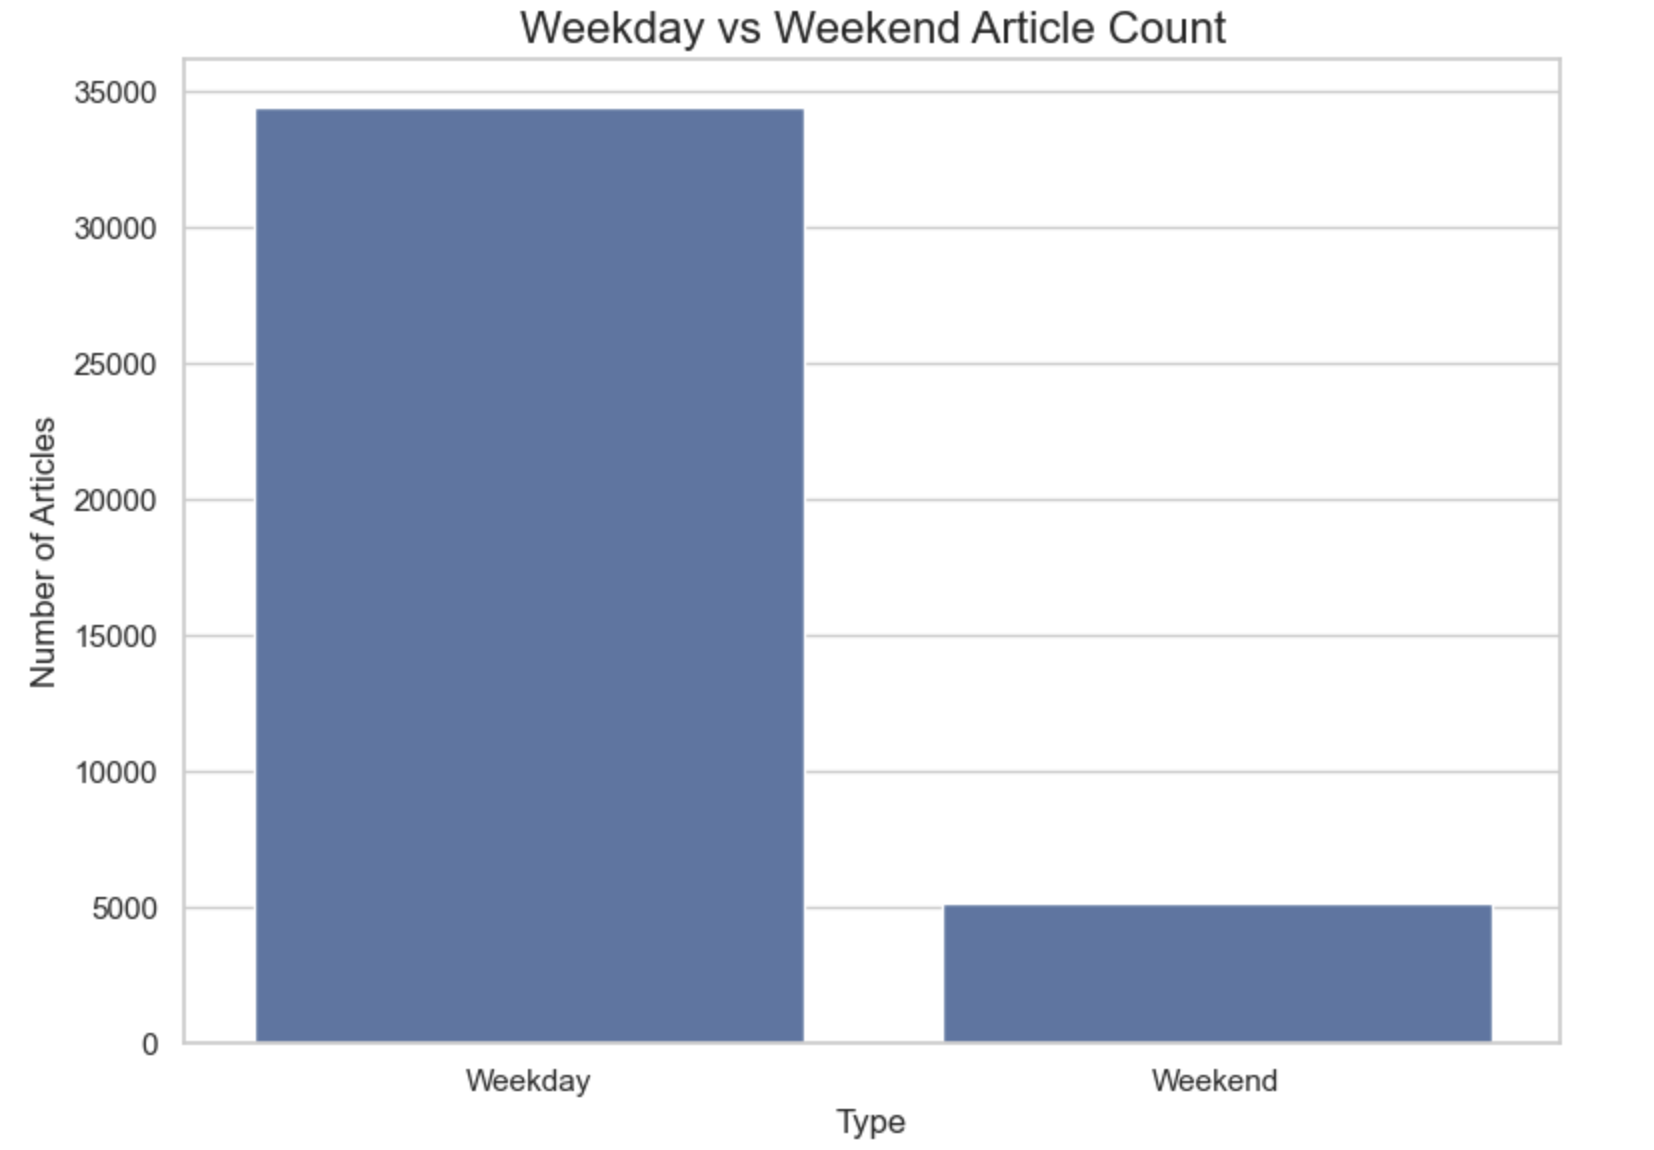 Weekday vs Weekend Article Count
35000
30000
25000
20000
15000
10000
5000
0
Number of Articles
Weekday
Weekend
Type